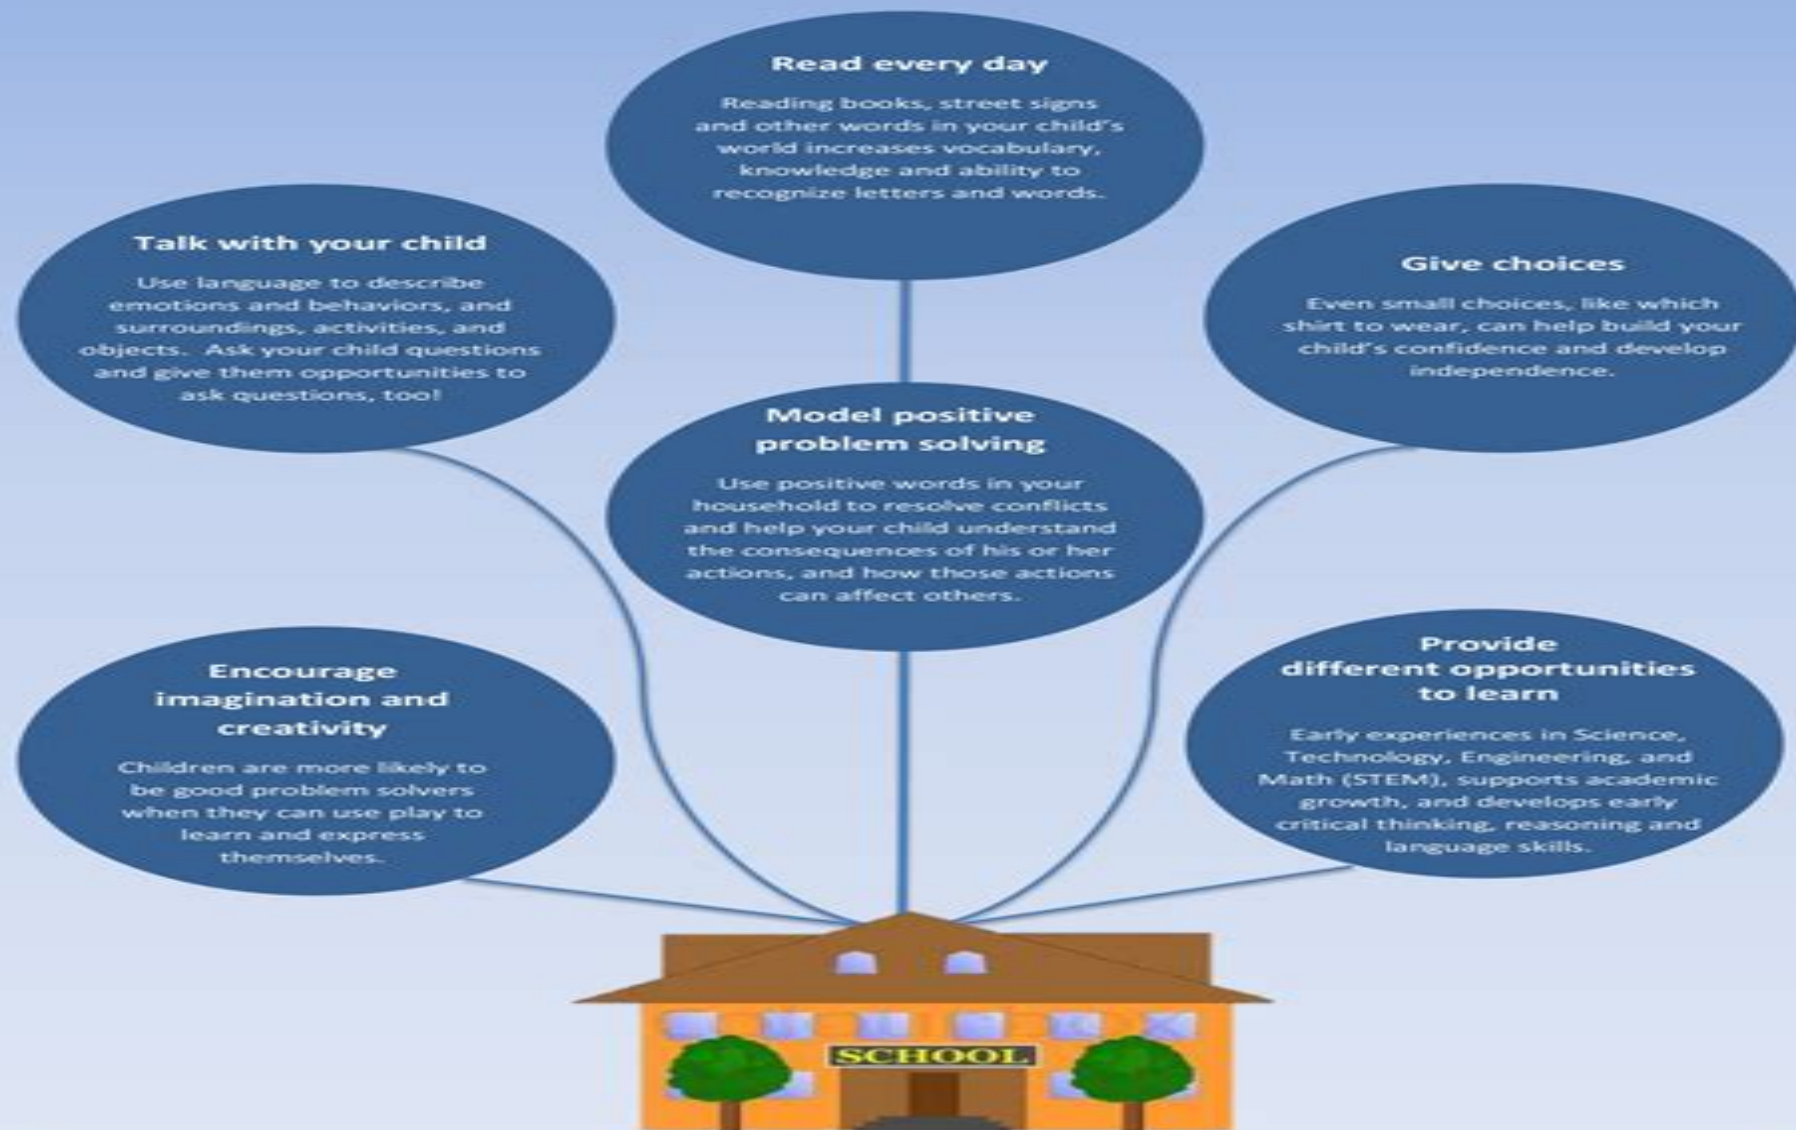 Read every day
Reading books, street signs
and other words in your child's
world increases vocabulary,
knowledge and ability to
recognize letters and words.
Talk with your child
Use language to describe
emotions and behaviors, and
surroundings, activities, and
objects.  Ask your child questions
and give them opportunities to
ask questions, too!
Give choices
Even small choices, like which
shirt to wear, can help build your
child's confidence and develop
independence.
Model positive
problem solving
Use positive words in your
household to resolve conflicts
and help your child understand
the consequences of his or her
actions, and how those actions
can affect others.
Encourage
imagination and
creativity
Children are more likely to
be good problem solvers
when they can use play to
learn and express
themselves.
Provide
different opportunities
to learn
Early experiences in Science,
Technology, Engineering, and
Math (STEM), supports academic
growth, and develops early
critical thinking, reasoning and
language skills.
SCHOOL